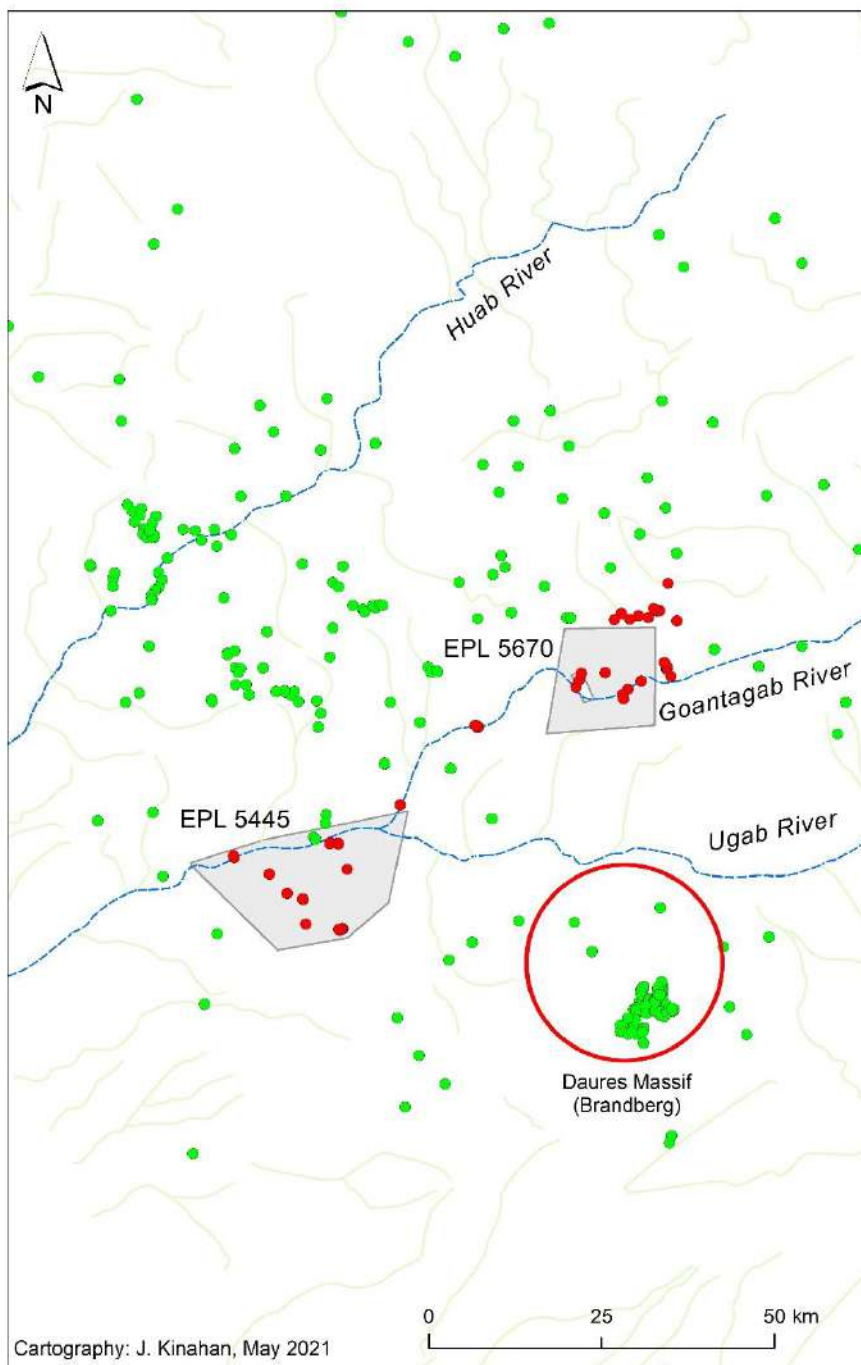 N
Huab River
EPL 5670
Goantagab River
EPL 5445
Ugab River
Daures Massif
(Brandberg)
0 25 50 km
Cartography: J. Kinahan, May 2021